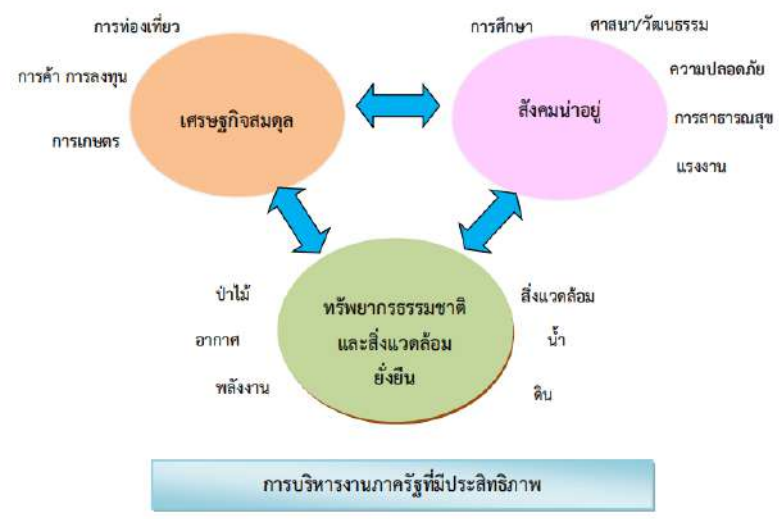 การท่องเที่ยว
การค้า การลงทุน
การเกษตร
เศรษฐกิจสมดุล
การศึกษา
ศาสนา/วัฒนธรรม
ความปลอดภัย
การสาธารณสุข
แรงงาน
สังคมน่าอยู่
ป่าไม้
อากาศ
พลังงาน
ทรัพยากรธรรมชาติ
และสิ่งแวดล้อม
ยั่งยืน
สิ่งแวดล้อม
น้ำ
ดิน
การบริหารงานภาครัฐที่มีประสิทธิภาพ